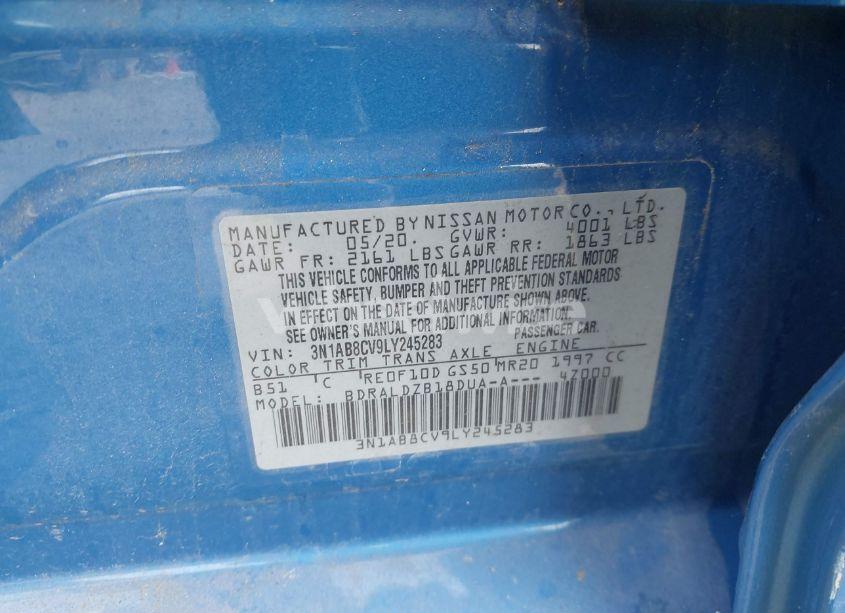 MANUFACTURED BY NISSAN MOTOR CO., LTD.
DATE: 05/20. GVWR: 4001 LBS
GAWR FR: 2161 LBS GAWR RR: 1863 LBS
THIS VEHICLE CONFORMS TO ALL APPLICABLE FEDERAL MOTOR
VEHICLE SAFETY, BUMPER AND THEFT PREVENTION STANDARDS
IN EFFECT ON THE DATE OF MANUFACTURE SHOWN ABOVE.
SEE OWNER'S MANUAL FOR ADDITIONAL INFORMATION.
VIN: 3N1AB8CV9LY245283 PASSENGER CAR.
COLOR TRIM TRANS AXLE ENGINE
B51 C RE0F10D GS50 MR20 1997 CC
MODEL: BDRALDZB18DUA-A--- 47000
3N1AB8CV9LY245283